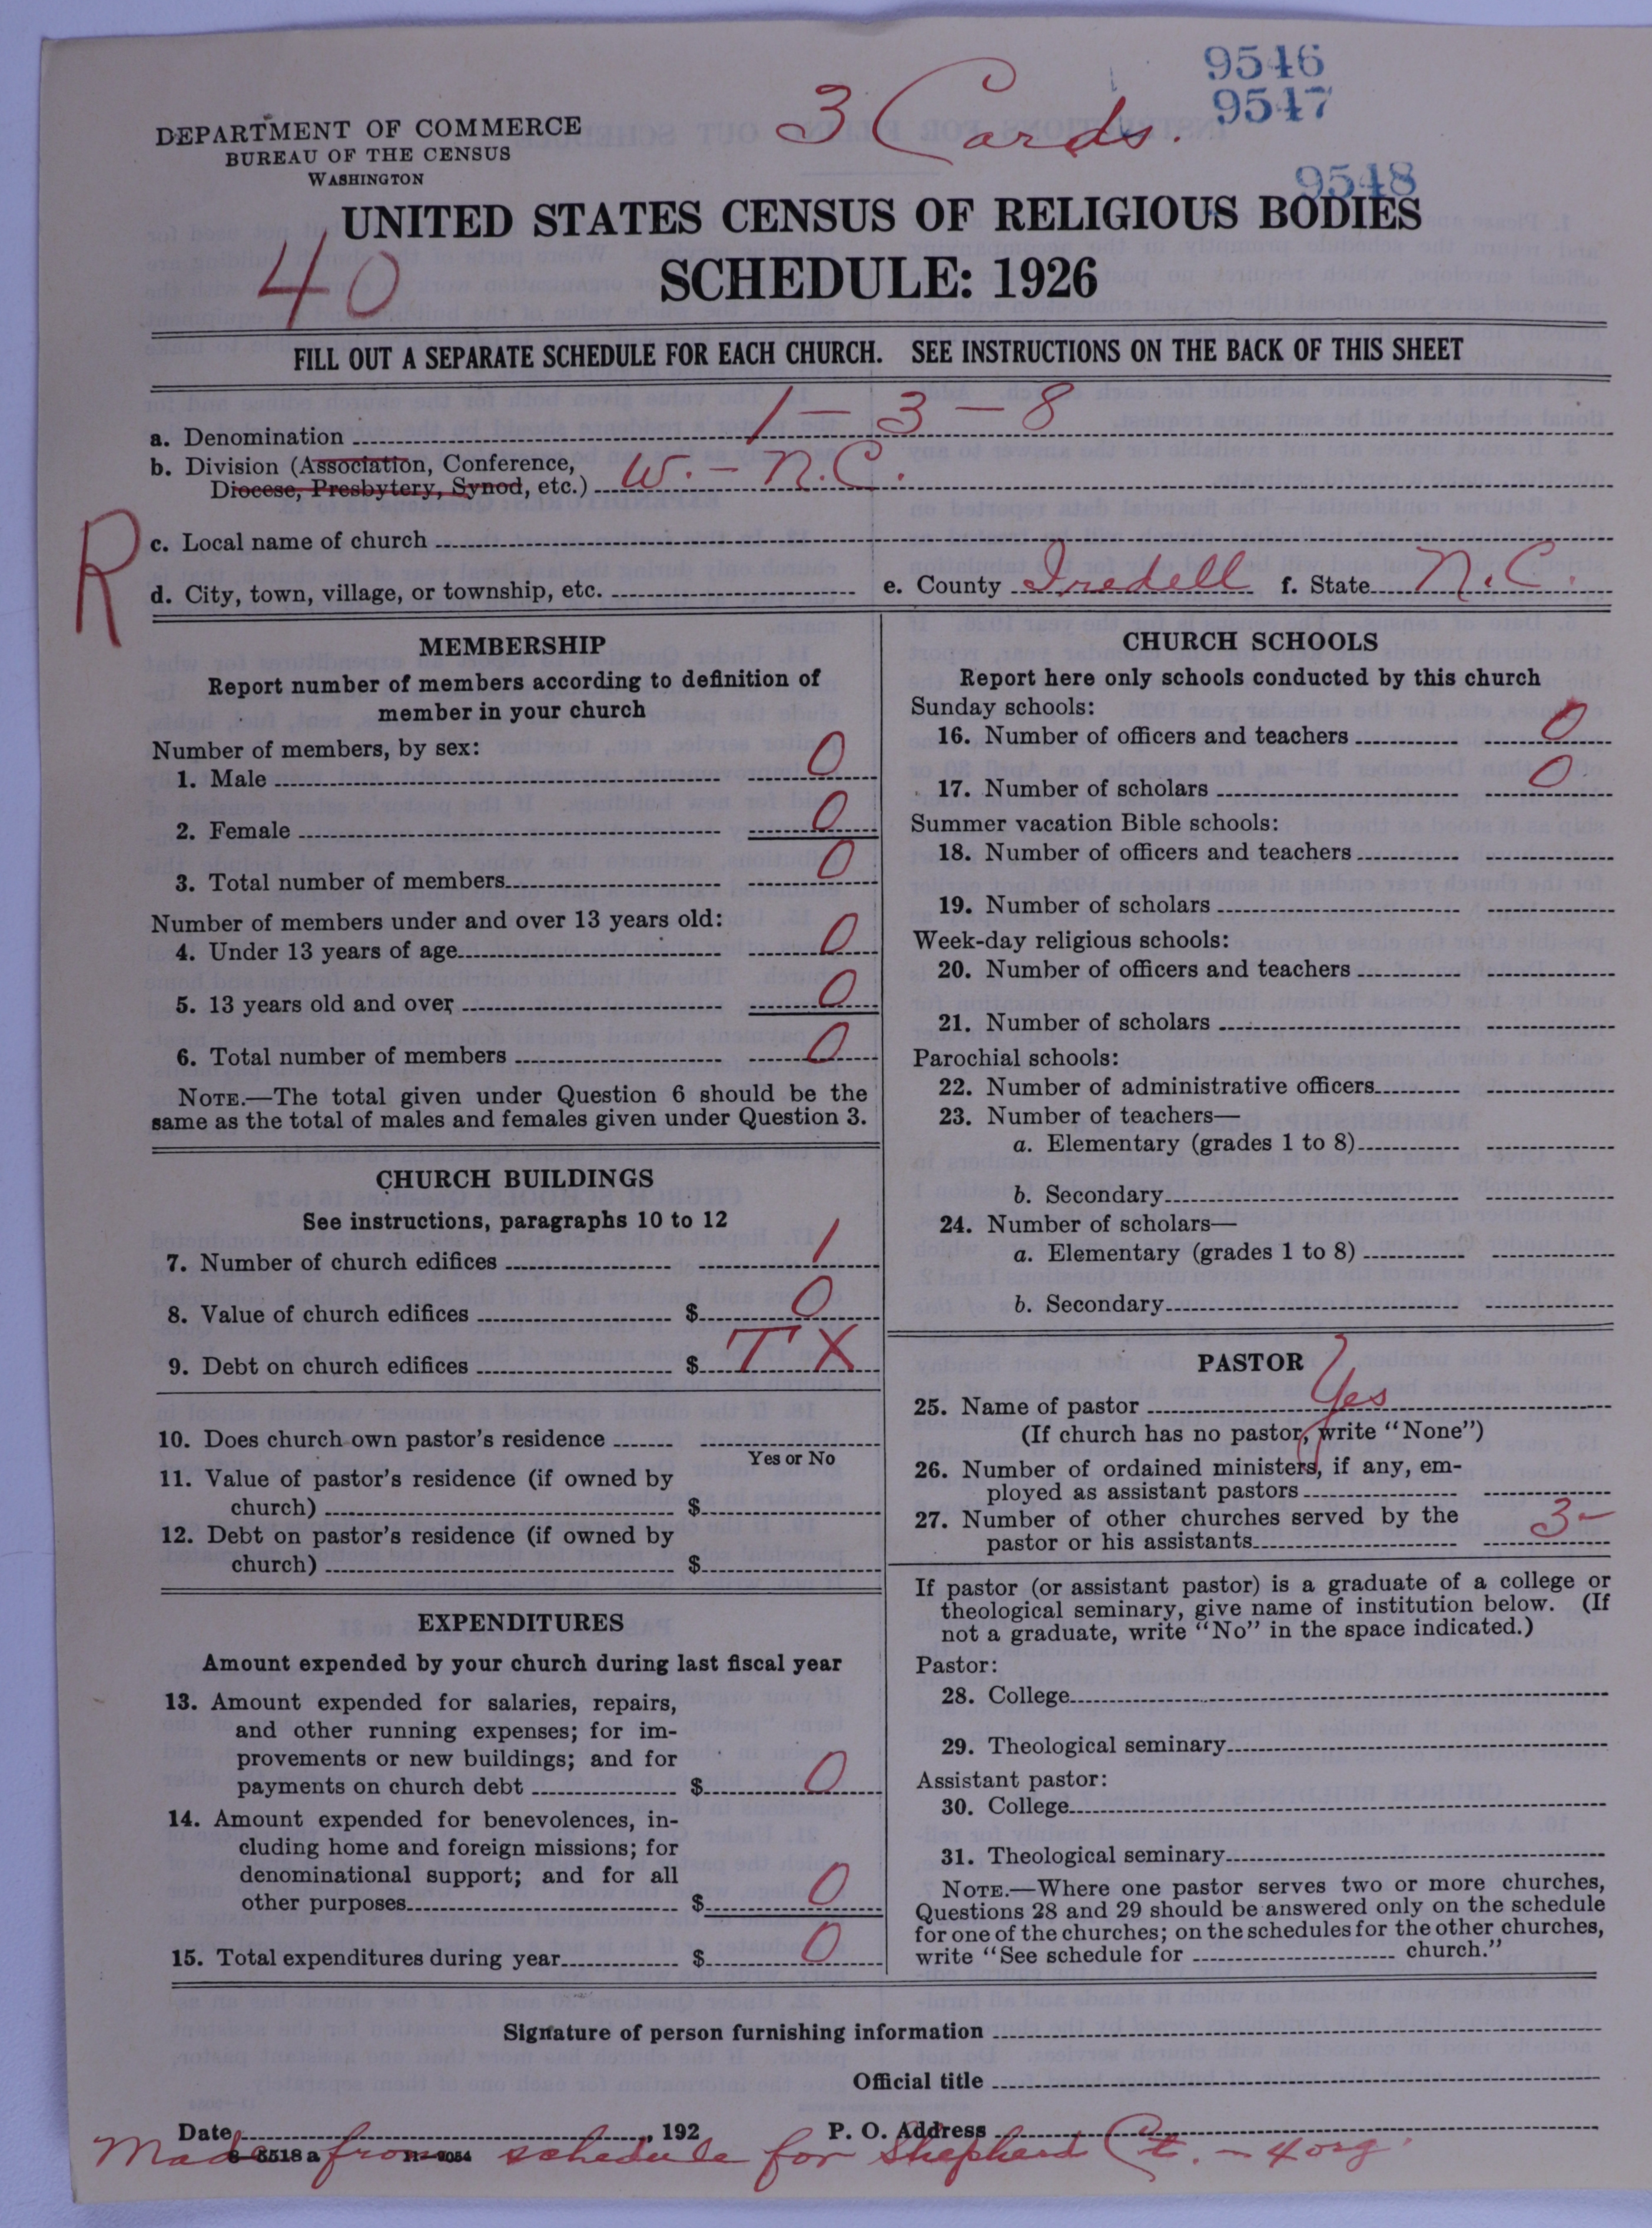 9546
9547
9548
3 Cards.
DEPARTMENT OF COMMERCE
BUREAU OF THE CENSUS
WASHINGTON
UNITED STATES CENSUS OF RELIGIOUS BODIES
40
SCHEDULE: 1926
FILL OUT A SEPARATE SCHEDULE FOR EACH CHURCH. SEE INSTRUCTIONS ON THE BACK OF THIS SHEET
a. Denomination 1-3-8
b. Division (Association, Conference,
Diocese, Presbytery, Synod, etc.) W.-N.C.
R
c. Local name of church
d. City, town, village, or township, etc. e. County Iredell f. State N.C.
MEMBERSHIP
Report number of members according to definition of
member in your church
Number of members, by sex:
1. Male 0
2. Female 0
3. Total number of members 0
Number of members under and over 13 years old:
4. Under 13 years of age 0
5. 13 years old and over 0
6. Total number of members 0
NOTE.—The total given under Question 6 should be the
same as the total of males and females given under Question 3.
CHURCH BUILDINGS
See instructions, paragraphs 10 to 12
7. Number of church edifices 1
8. Value of church edifices $ 0
9. Debt on church edifices $ TX
10. Does church own pastor's residence
Yes or No
11. Value of pastor's residence (if owned by
church) $
12. Debt on pastor's residence (if owned by
church) $
EXPENDITURES
Amount expended by your church during last fiscal year
13. Amount expended for salaries, repairs,
and other running expenses; for im-
provements or new buildings; and for
payments on church debt $ 0
14. Amount expended for benevolences, in-
cluding home and foreign missions; for
denominational support; and for all
other purposes $ 0
15. Total expenditures during year $ 0
CHURCH SCHOOLS
Report here only schools conducted by this church
Sunday schools:
16. Number of officers and teachers 0
17. Number of scholars 0
Summer vacation Bible schools:
18. Number of officers and teachers
19. Number of scholars
Week-day religious schools:
20. Number of officers and teachers
21. Number of scholars
Parochial schools:
22. Number of administrative officers
23. Number of teachers—
a. Elementary (grades 1 to 8)
b. Secondary
24. Number of scholars—
a. Elementary (grades 1 to 8)
b. Secondary
PASTOR
25. Name of pastor Yes
(If church has no pastor, write "None")
26. Number of ordained ministers, if any, em-
ployed as assistant pastors
27. Number of other churches served by the
pastor or his assistants 3-
If pastor (or assistant pastor) is a graduate of a college or
theological seminary, give name of institution below. (If
not a graduate, write "No" in the space indicated.)
Pastor:
28. College
29. Theological seminary
Assistant pastor:
30. College
31. Theological seminary
NOTE.—Where one pastor serves two or more churches,
Questions 28 and 29 should be answered only on the schedule
for one of the churches; on the schedules for the other churches,
write "See schedule for church."
Signature of person furnishing information
Official title
Date , 192 P. O. Address
8-5518 a 11-9054
Made from schedule for Shepherd Ct. - 4 org.